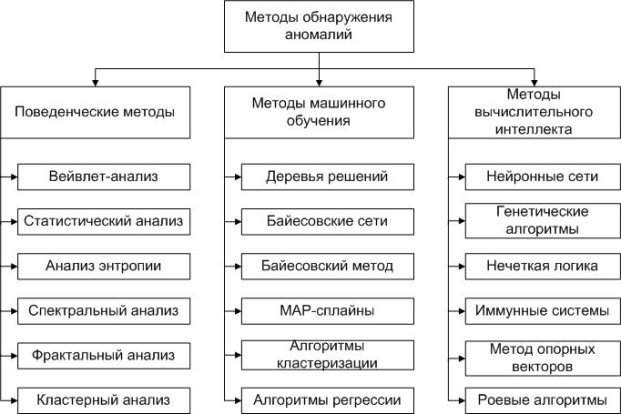 Методы обнаружения
аномалий
Поведенческие методы
Методы машинного
обучения
Методы
вычислительного
интеллекта
Вейвлет-анализ
Деревья решений
Нейронные сети
Статистический анализ
Байесовские сети
Генетические
алгоритмы
Анализ энтропии
Байесовский метод
Нечеткая логика
Спектральный анализ
МАР-сплайны
Иммунные системы
Фрактальный анализ
Алгоритмы
кластеризации
Метод опорных
векторов
Кластерный анализ
Алгоритмы регрессии
Роевые алгоритмы